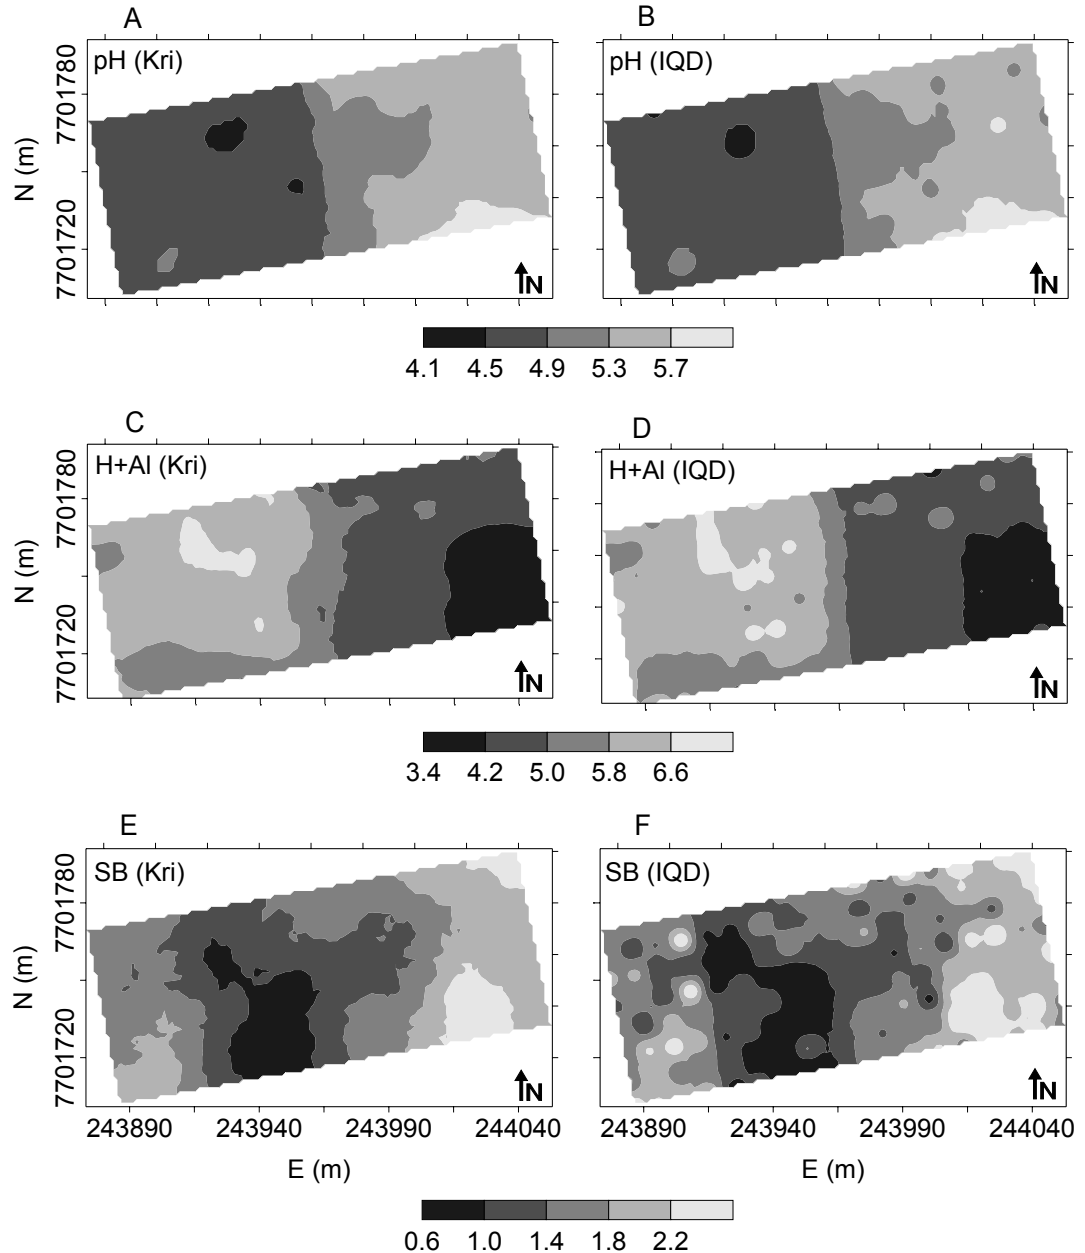 A
B
pH (Kri)
pH (IQD)
7701780
7701720
N (m)
N
N
4.1 4.5 4.9 5.3 5.7
C
D
H+Al (Kri)
H+Al (IQD)
7701780
7701720
N (m)
N
N
3.4 4.2 5.0 5.8 6.6
E
F
SB (Kri)
SB (IQD)
7701780
7701720
N (m)
N
N
243890 243940 243990 244040
243890 243940 243990 244040
E (m)
E (m)
0.6 1.0 1.4 1.8 2.2